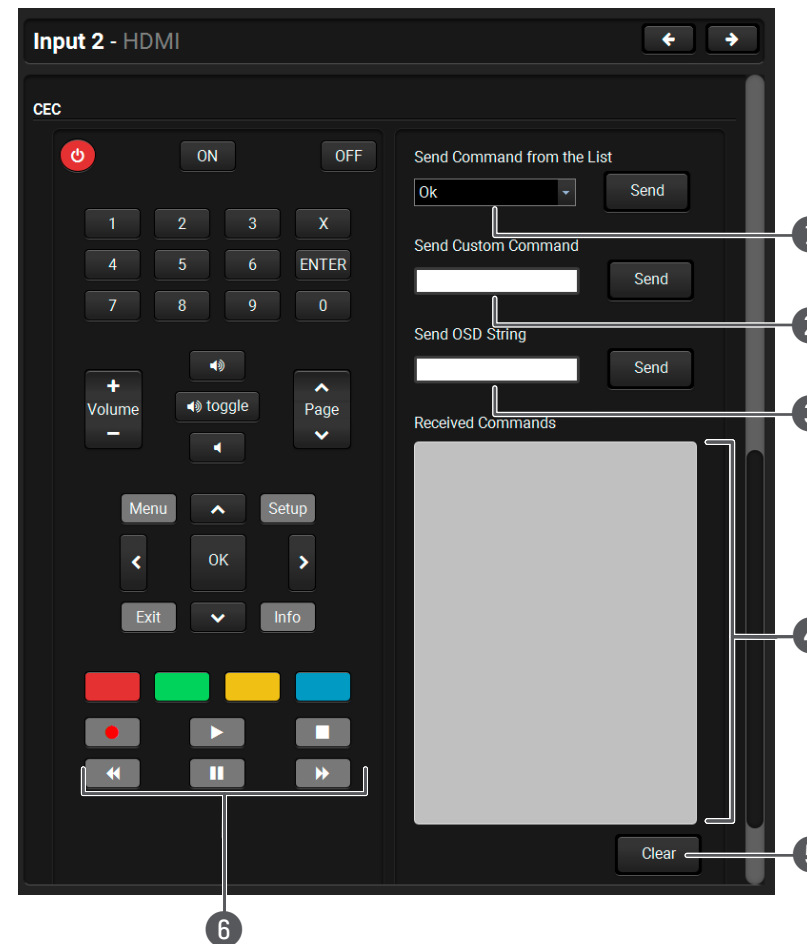 Input 2 - HDMI
CEC
ON
OFF
1 2 3 X
4 5 6 ENTER
7 8 9 0
+
Volume
−
toggle
Page
Menu
Setup
OK
Exit
Info
Send Command from the List
Ok
Send
Send Custom Command
Send
Send OSD String
Send
Received Commands
Clear
6